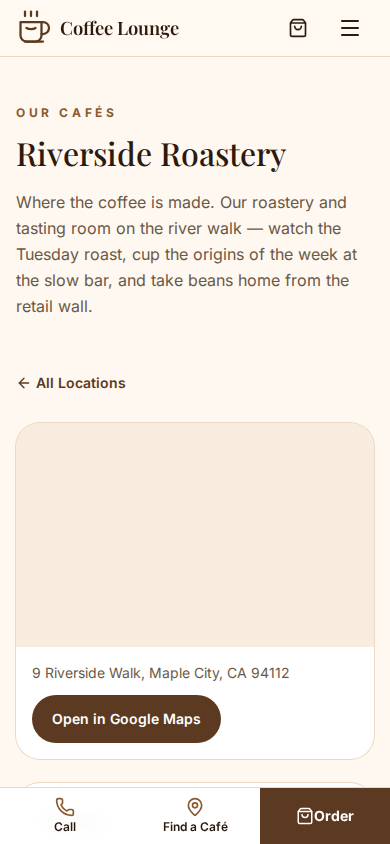 Coffee Lounge
OUR CAFÉS
Riverside Roastery
Where the coffee is made. Our roastery and
tasting room on the river walk — watch the
Tuesday roast, cup the origins of the week at
the slow bar, and take beans home from the
retail wall.
← All Locations
9 Riverside Walk, Maple City, CA 94112
Open in Google Maps
Call
Find a Café
Order